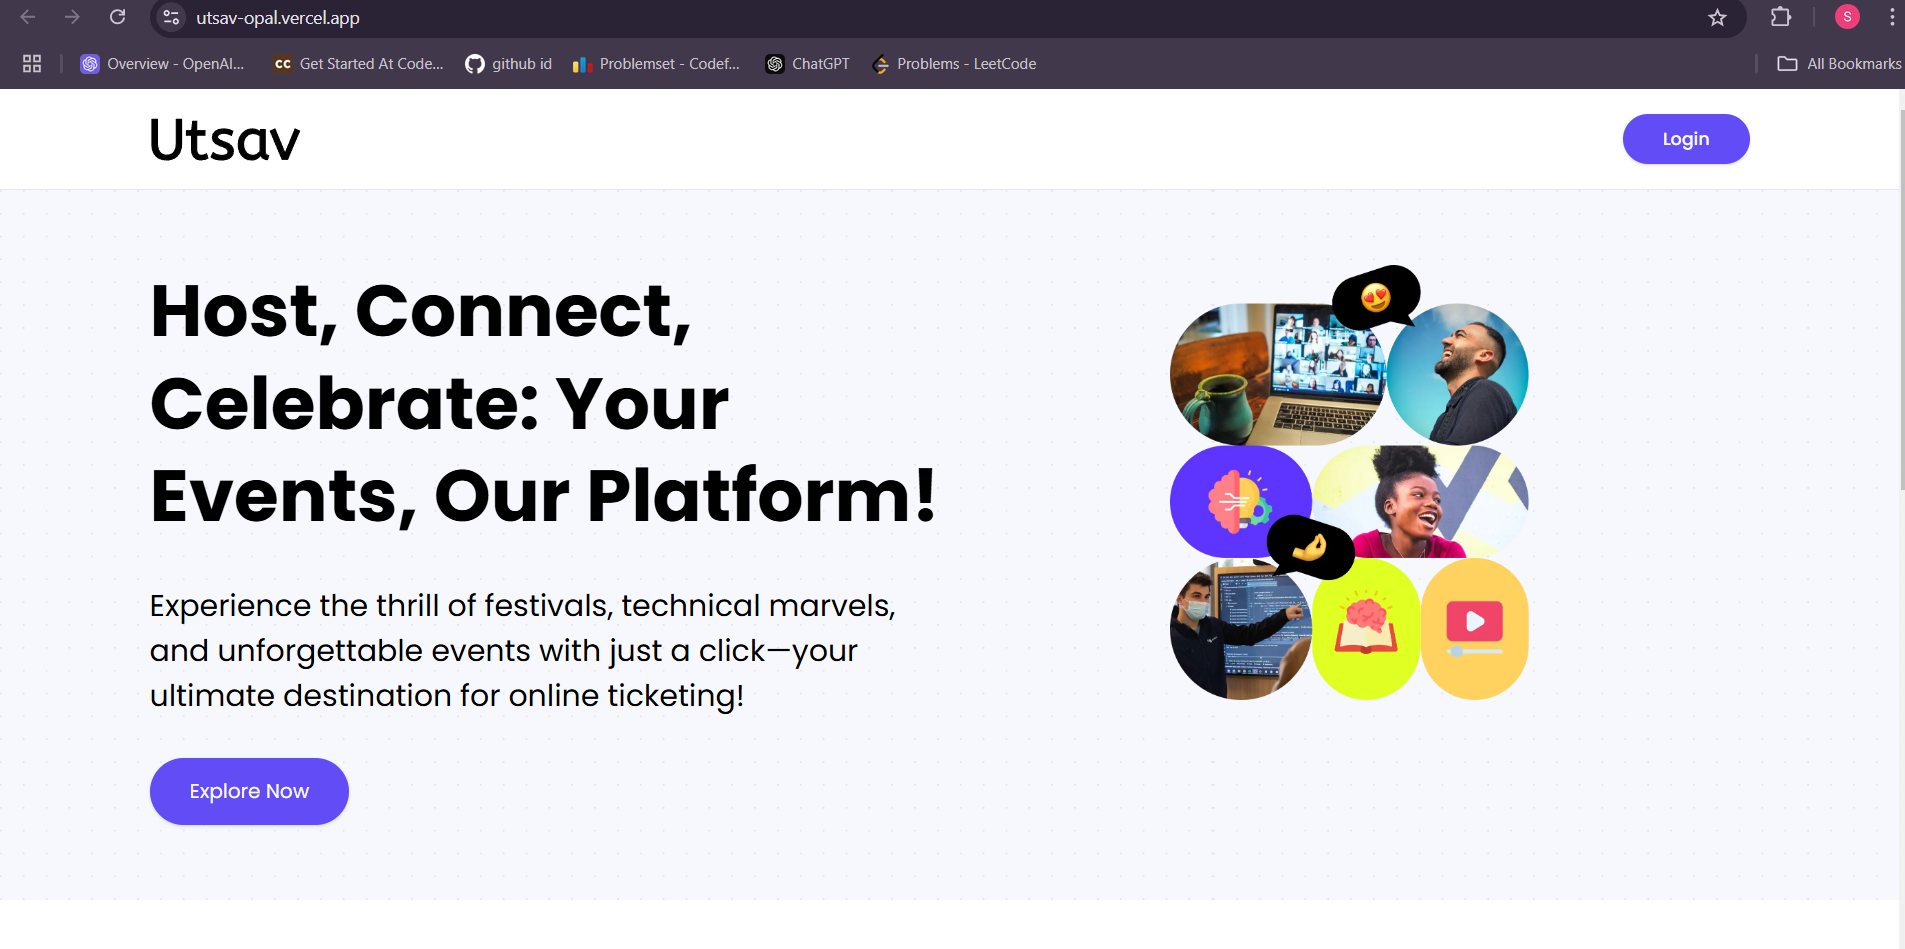 utsav-opal.vercel.app
S
Overview - OpenAI...
CC Get Started At Code...
github id
Problemset - Codef...
ChatGPT
Problems - LeetCode
All Bookmarks
Utsav
Login
Host, Connect,
Celebrate: Your
Events, Our Platform!
Experience the thrill of festivals, technical marvels,
and unforgettable events with just a click—your
ultimate destination for online ticketing!
Explore Now